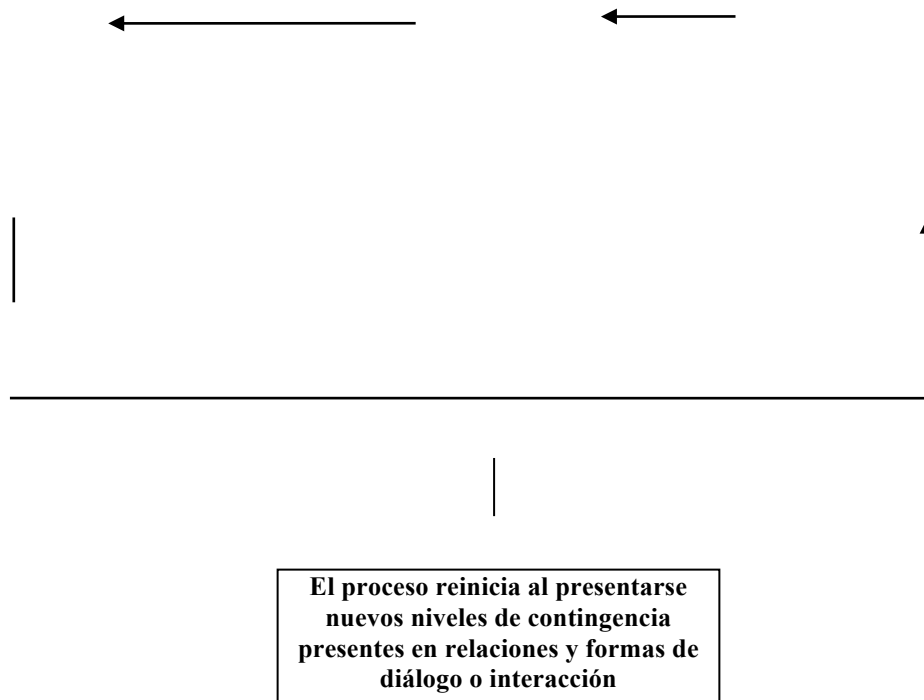 El proceso reinicia al presentarse
nuevos niveles de contingencia
presentes en relaciones y formas de
diálogo o interacción